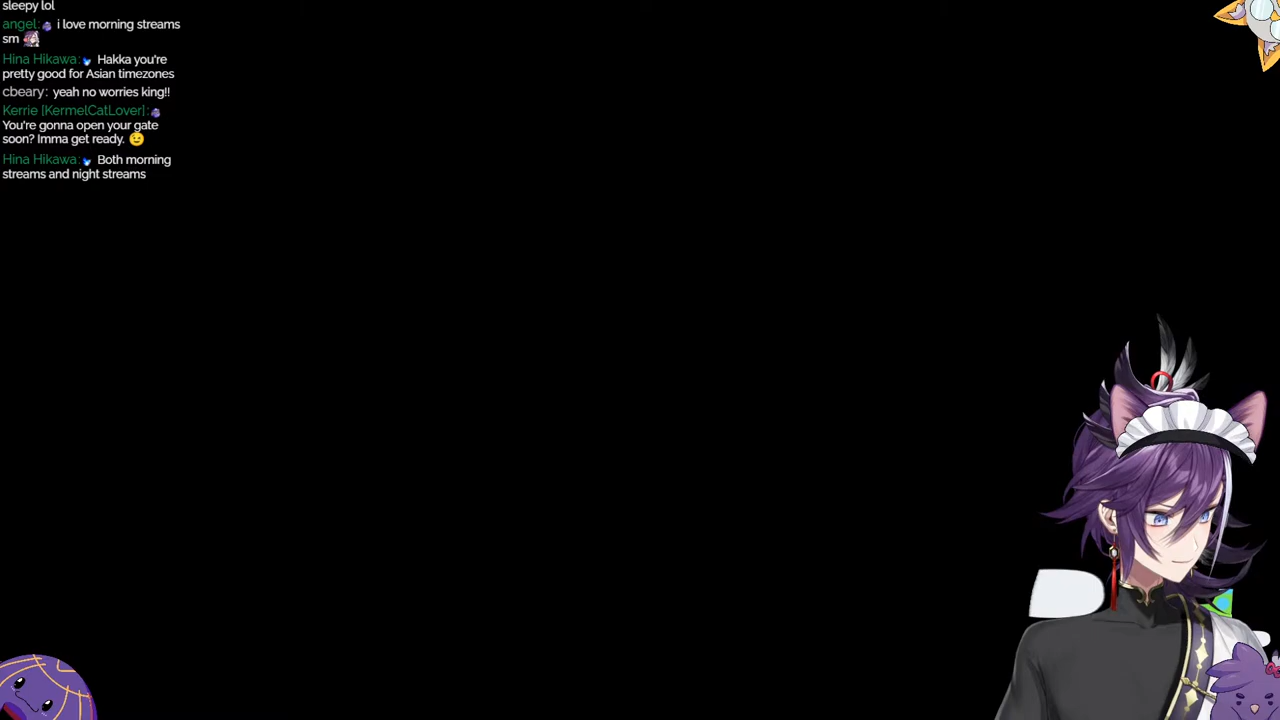 sleepy lol
angel: i love morning streams
sm
Hina Hikawa: Hakka you're
pretty good for Asian timezones
cbeary: yeah no worries king!!
Kerrie [KermelCatLover]:
You're gonna open your gate
soon? Imma get ready. 😉
Hina Hikawa: Both morning
streams and night streams